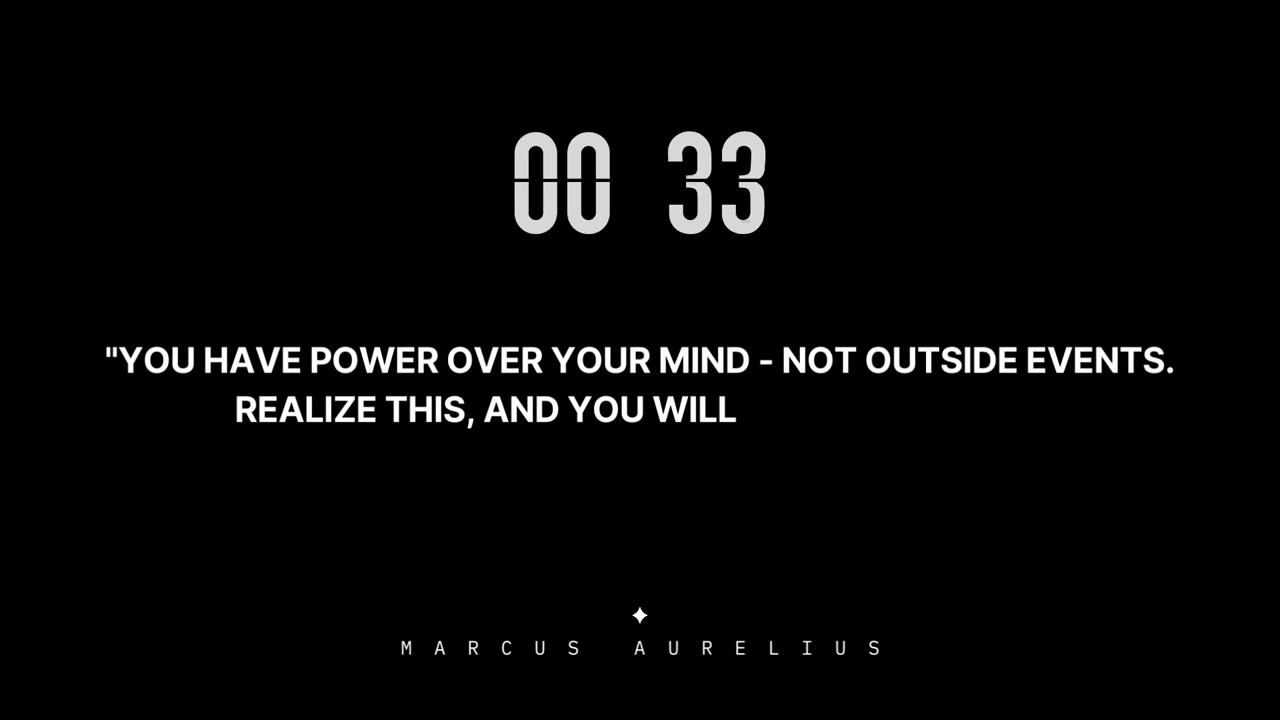 00 33
"YOU HAVE POWER OVER YOUR MIND - NOT OUTSIDE EVENTS.
REALIZE THIS, AND YOU WILL
MARCUS AURELIUS